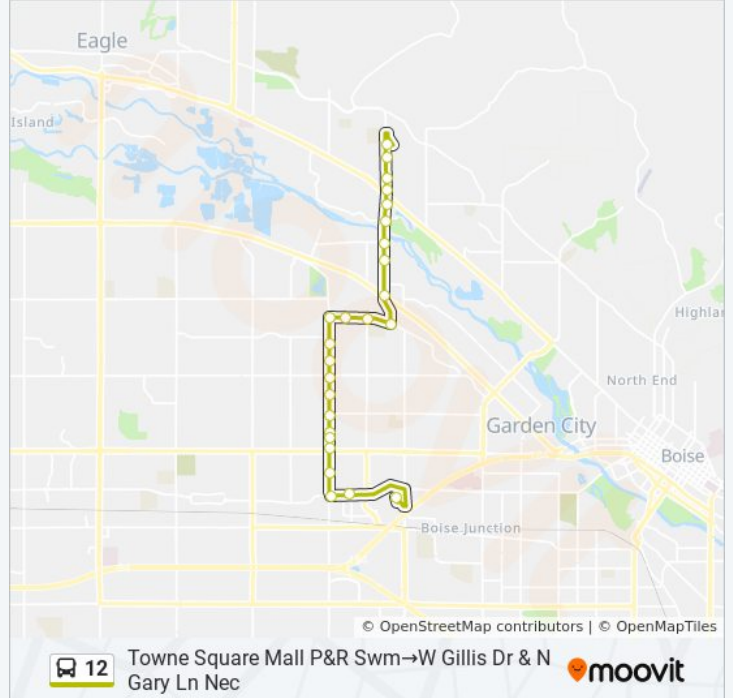 Eagle
Island
Highlan
North End
Garden City
Boise
Boise Junction
© OpenStreetMap contributors | © OpenMapTiles
12
Towne Square Mall P&R Swm→W Gillis Dr & N
Gary Ln Nec
moovit